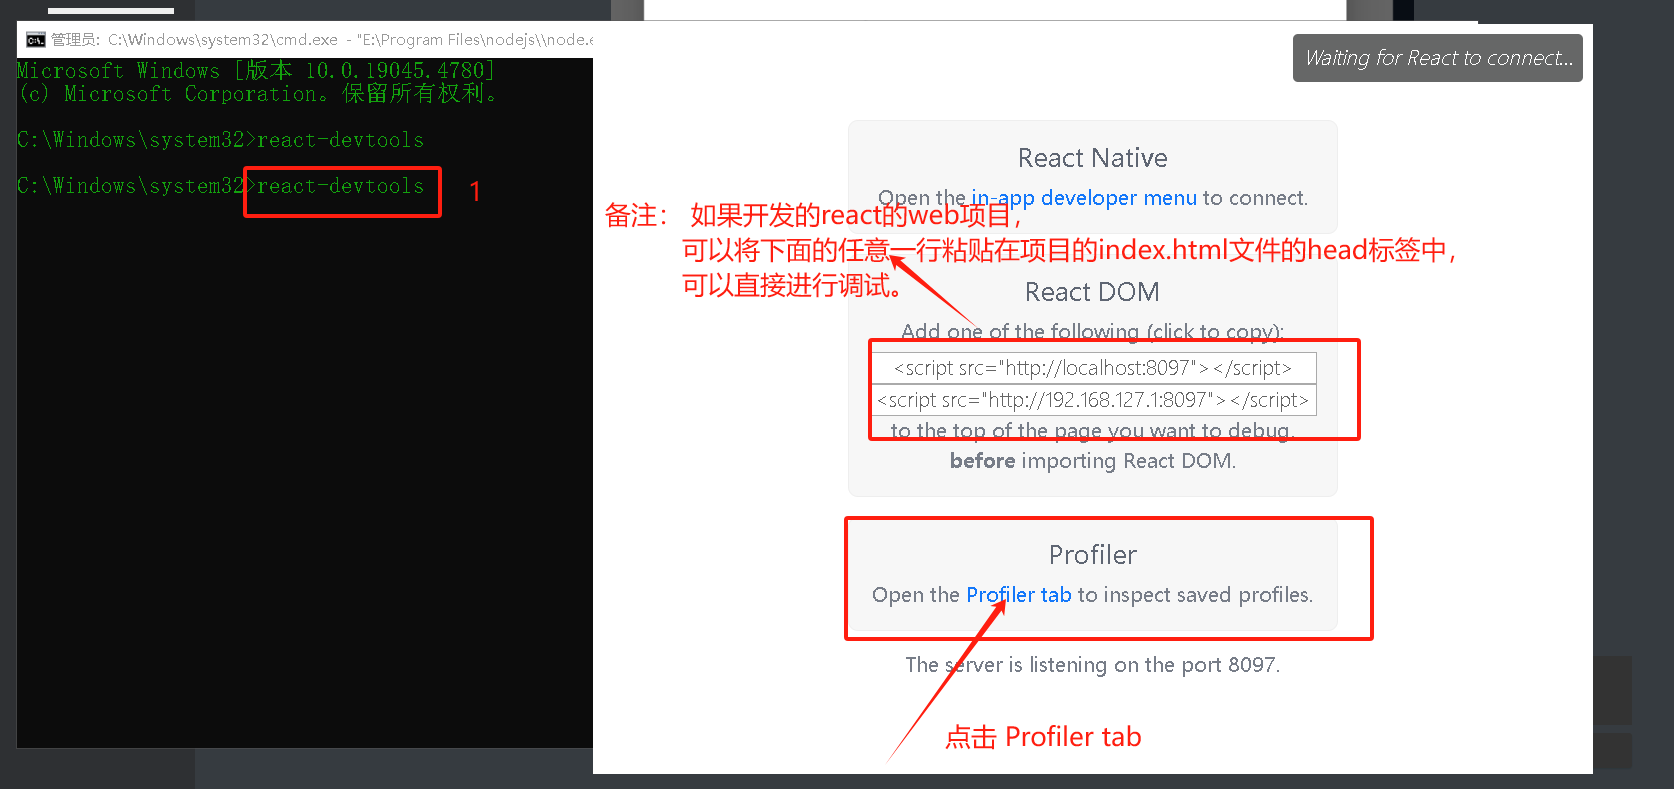 管理员: C:\Windows\system32\cmd.exe - "E:\Program Files\nodejs\\node.e
Microsoft Windows [版本 10.0.19045.4780]
(c) Microsoft Corporation。保留所有权利。
C:\Windows\system32>react-devtools
C:\Windows\system32>react-devtools
1
Waiting for React to connect...
React Native
Open the in-app developer menu to connect.
备注： 如果开发的react的web项目，
可以将下面的任意一行粘贴在项目的index.html文件的head标签中，
可以直接进行调试。
React DOM
Add one of the following (click to copy):
<script src="http://localhost:8097"></script>
<script src="http://192.168.127.1:8097"></script>
to the top of the page you want to debug,
before importing React DOM.
Profiler
Open the Profiler tab to inspect saved profiles.
The server is listening on the port 8097.
点击 Profiler tab